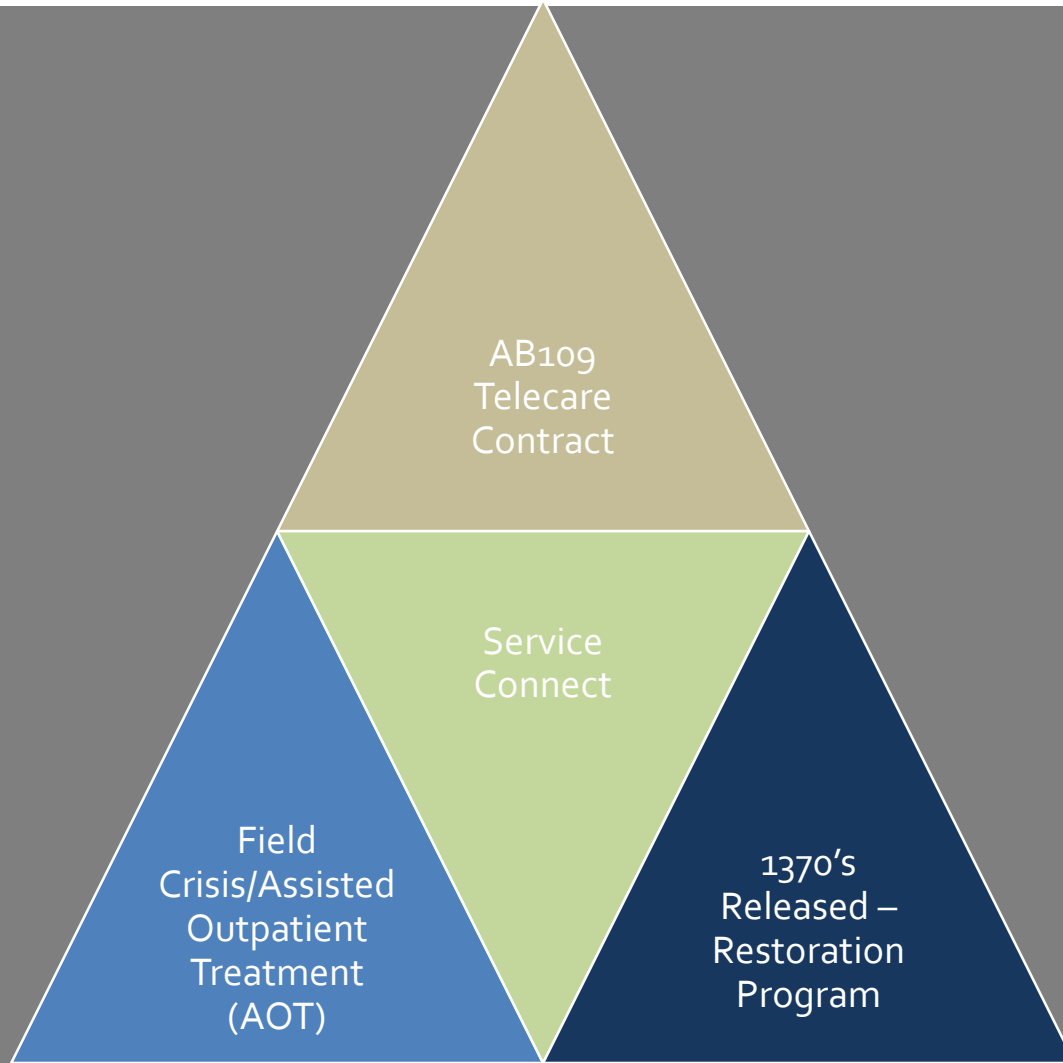 AB109
Telecare
Contract
Service
Connect
Field
Crisis/Assisted
Outpatient
Treatment
(AOT)
1370's
Released –
Restoration
Program